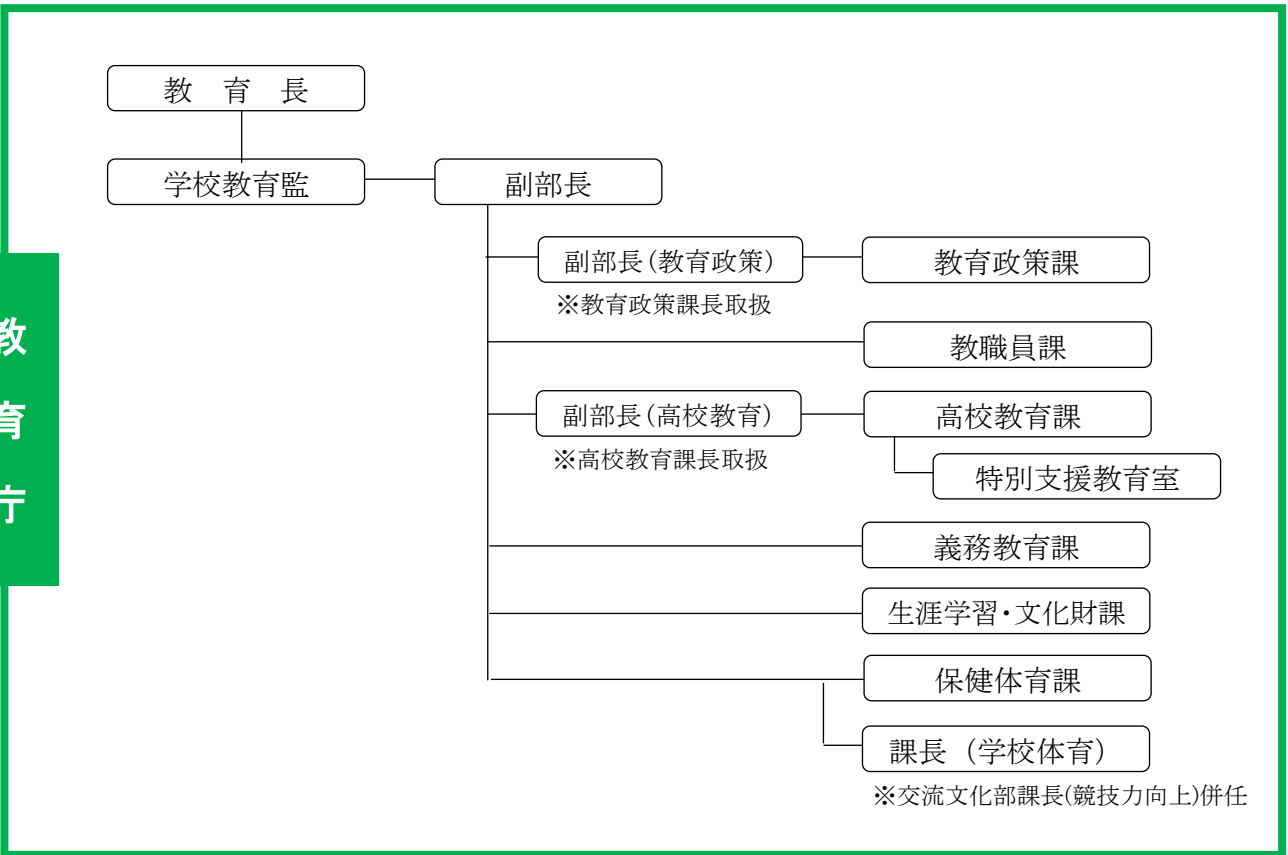 教　育　長
学校教育監
副部長
副部長(教育政策)
教育政策課
※教育政策課長取扱
教職員課
副部長(高校教育)
高校教育課
※高校教育課長取扱
特別支援教育室
義務教育課
生涯学習・文化財課
保健体育課
課長（学校体育）
※交流文化部課長(競技力向上)併任
教
育
庁